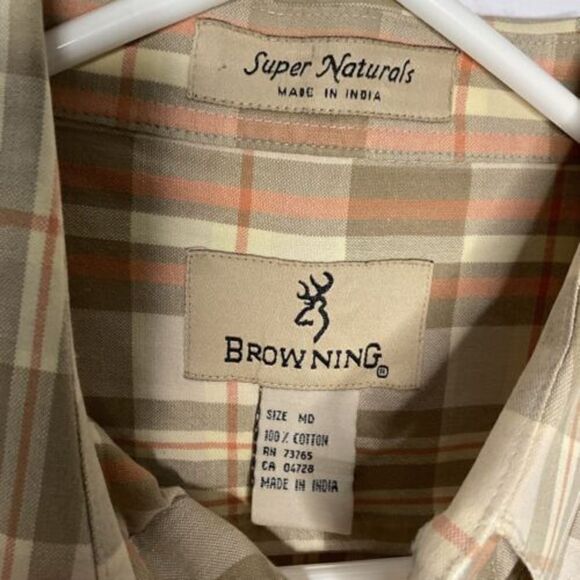 Super Naturals
MADE IN INDIA
BROWNING®
SIZE MD
100% COTTON
RN 73765
CA 04728
MADE IN INDIA